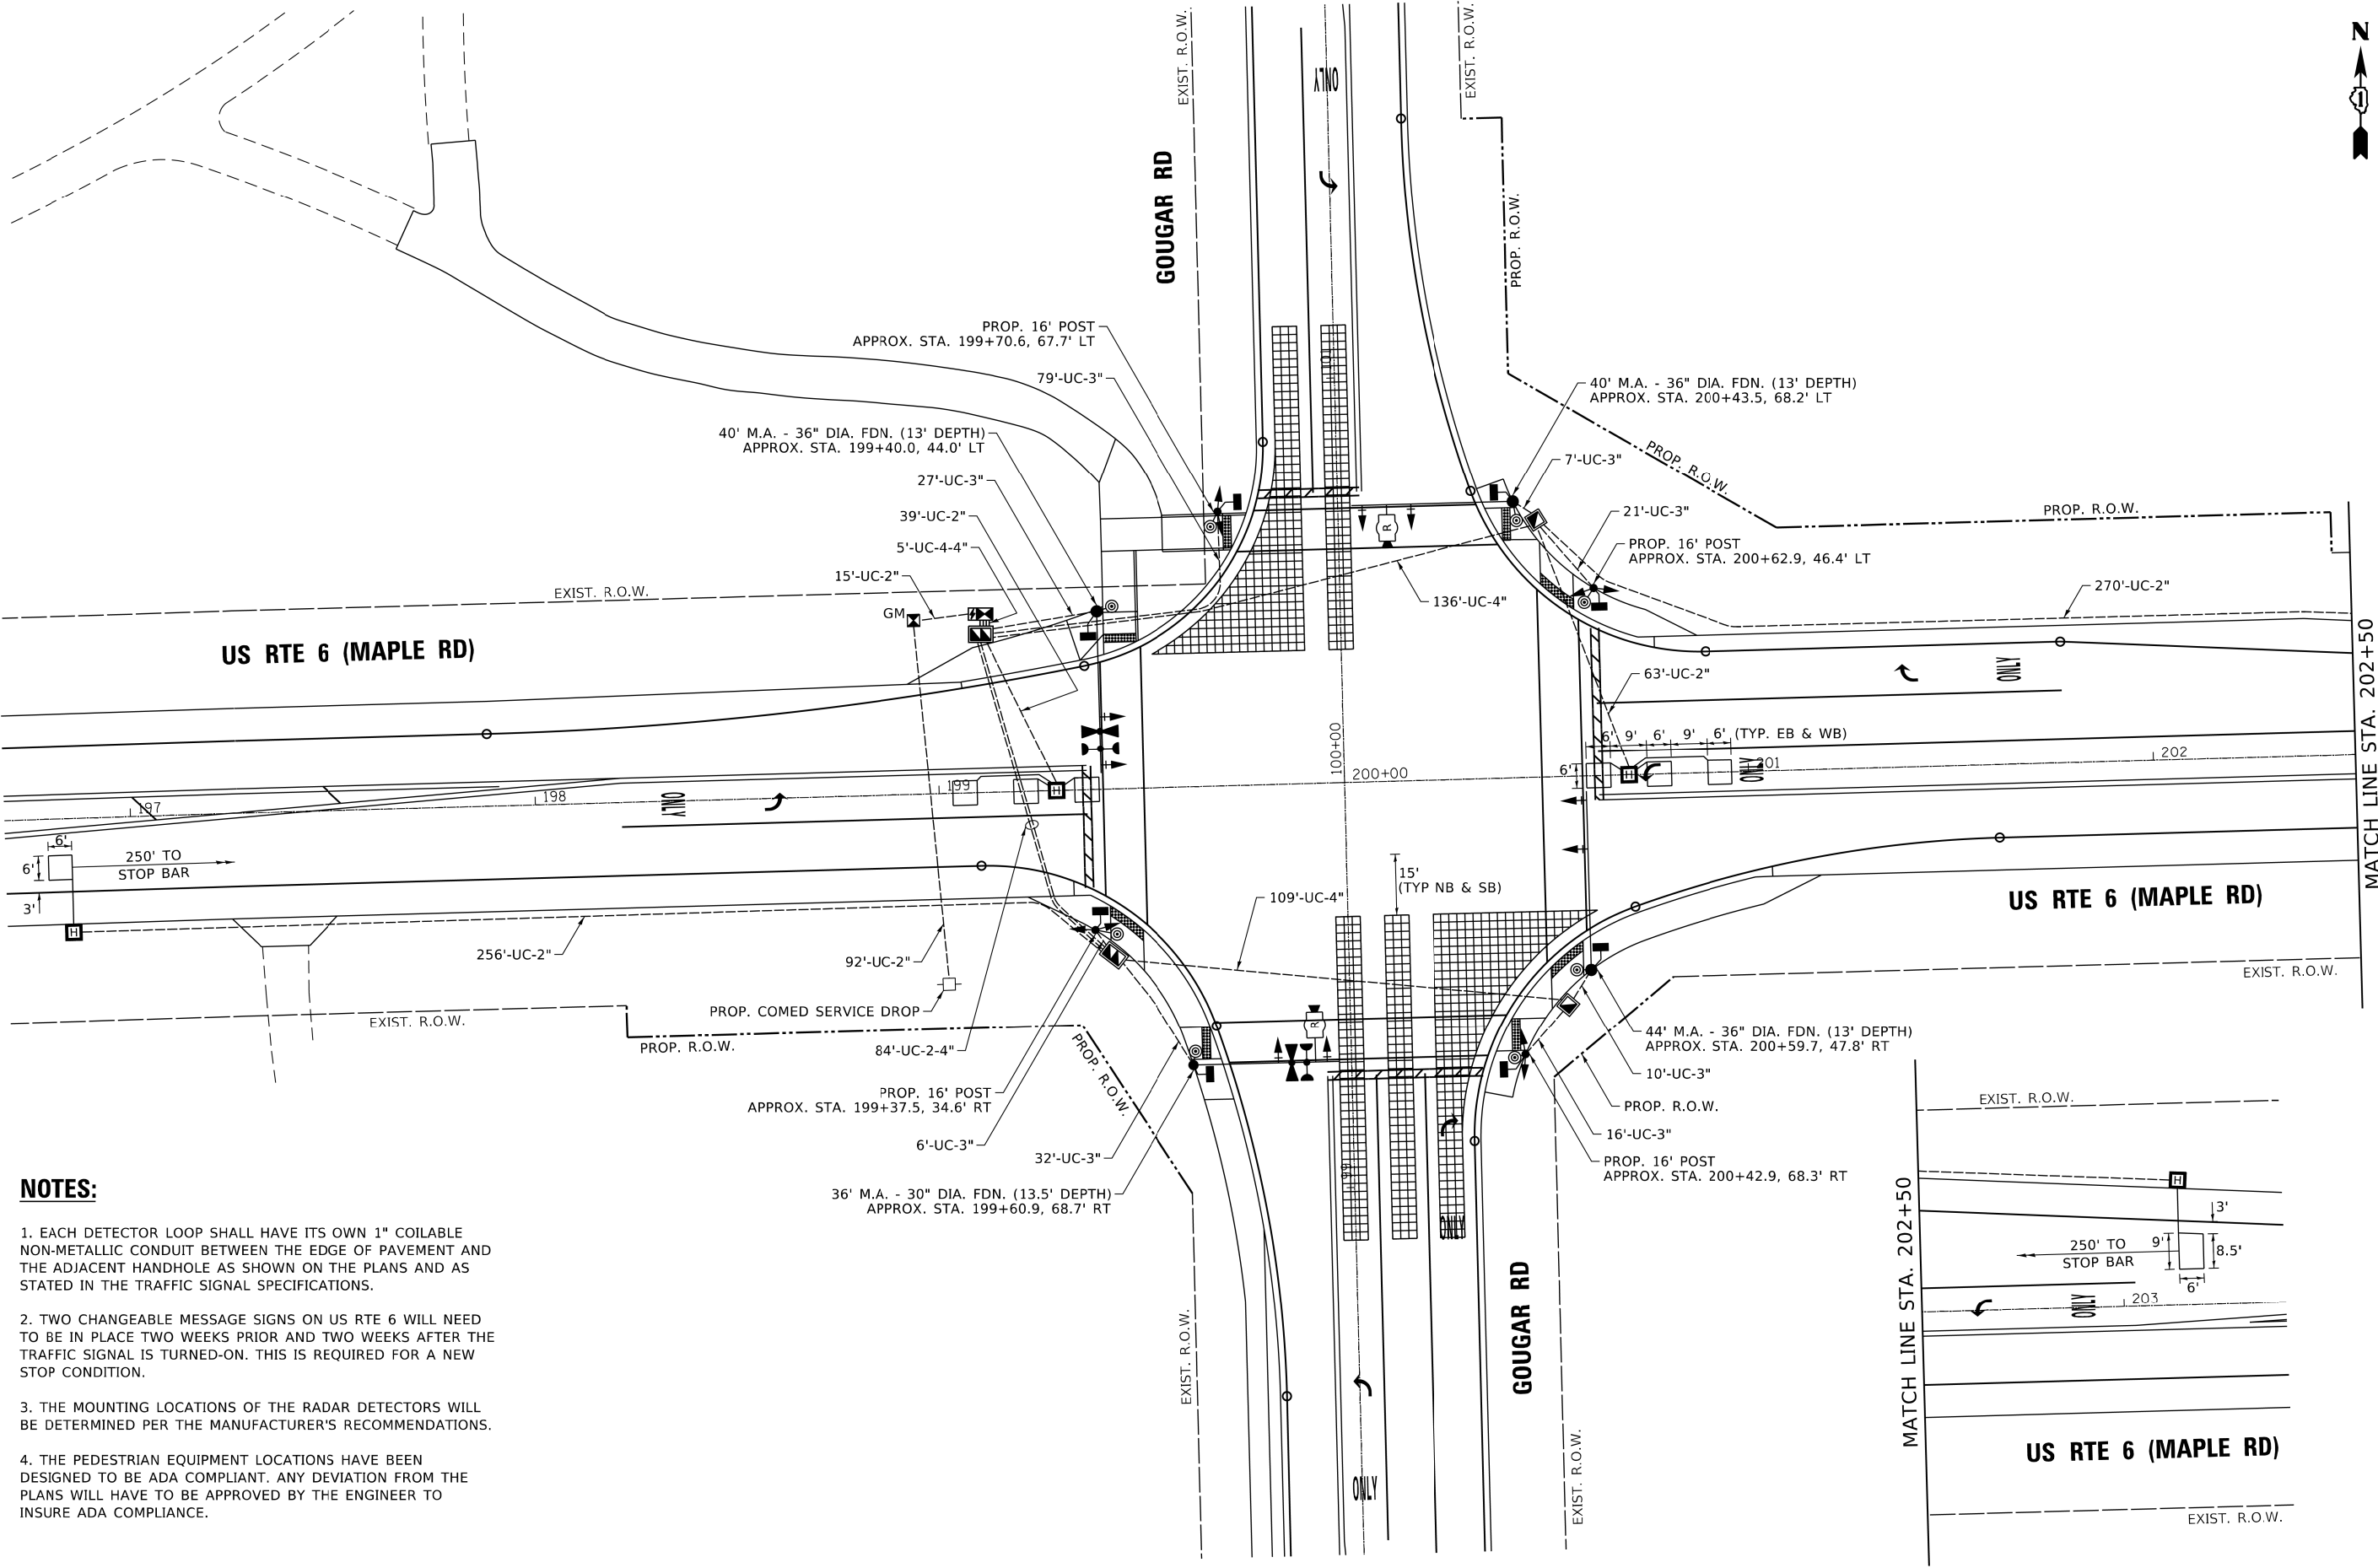 EXIST. R.O.W.
EXIST. R.O.W.
N
1
ONLY
GOUGAR RD
PROP. R.O.W.
PROP. 16' POST
APPROX. STA. 199+70.6, 67.7' LT
79'-UC-3"
101
40' M.A. - 36" DIA. FDN. (13' DEPTH)
APPROX. STA. 200+43.5, 68.2' LT
40' M.A. - 36" DIA. FDN. (13' DEPTH)
APPROX. STA. 199+40.0, 44.0' LT
7'-UC-3"
PROP. R.O.W.
27'-UC-3"
39'-UC-2"
21'-UC-3"
PROP. R.O.W.
R
5'-UC-4-4"
PROP. 16' POST
APPROX. STA. 200+62.9, 46.4' LT
15'-UC-2"
EXIST. R.O.W.
136'-UC-4"
270'-UC-2"
GM
US RTE 6 (MAPLE RD)
63'-UC-2"
ONLY
MATCH LINE STA. 202+50
6' 9' 6' 9' 6' (TYP. EB & WB)
100+00
200+00
6'
H
ONLY
201
202
197
198
199
ONLY
H
6'
6'
250' TO
STOP BAR
3'
H
15'
(TYP NB & SB)
109'-UC-4"
US RTE 6 (MAPLE RD)
256'-UC-2"
92'-UC-2"
EXIST. R.O.W.
PROP. COMED SERVICE DROP
EXIST. R.O.W.
PROP. R.O.W.
PROP. R.O.W.
R
84'-UC-2-4"
44' M.A. - 36" DIA. FDN. (13' DEPTH)
APPROX. STA. 200+59.7, 47.8' RT
10'-UC-3"
PROP. 16' POST
APPROX. STA. 199+37.5, 34.6' RT
PROP. R.O.W.
6'-UC-3"
16'-UC-3"
32'-UC-3"
PROP. 16' POST
APPROX. STA. 200+42.9, 68.3' RT
99
36' M.A. - 30" DIA. FDN. (13.5' DEPTH)
APPROX. STA. 199+60.9, 68.7' RT
ONLY
GOUGAR RD
EXIST. R.O.W.
EXIST. R.O.W.
ONLY
MATCH LINE STA. 202+50
EXIST. R.O.W.
H
3'
250' TO
STOP BAR
9'
8.5'
6'
ONLY
203
US RTE 6 (MAPLE RD)
EXIST. R.O.W.
NOTES:
1. EACH DETECTOR LOOP SHALL HAVE ITS OWN 1" COILABLE
NON-METALLIC CONDUIT BETWEEN THE EDGE OF PAVEMENT AND
THE ADJACENT HANDHOLE AS SHOWN ON THE PLANS AND AS
STATED IN THE TRAFFIC SIGNAL SPECIFICATIONS.
2. TWO CHANGEABLE MESSAGE SIGNS ON US RTE 6 WILL NEED
TO BE IN PLACE TWO WEEKS PRIOR AND TWO WEEKS AFTER THE
TRAFFIC SIGNAL IS TURNED-ON. THIS IS REQUIRED FOR A NEW
STOP CONDITION.
3. THE MOUNTING LOCATIONS OF THE RADAR DETECTORS WILL
BE DETERMINED PER THE MANUFACTURER'S RECOMMENDATIONS.
4. THE PEDESTRIAN EQUIPMENT LOCATIONS HAVE BEEN
DESIGNED TO BE ADA COMPLIANT. ANY DEVIATION FROM THE
PLANS WILL HAVE TO BE APPROVED BY THE ENGINEER TO
INSURE ADA COMPLIANCE.